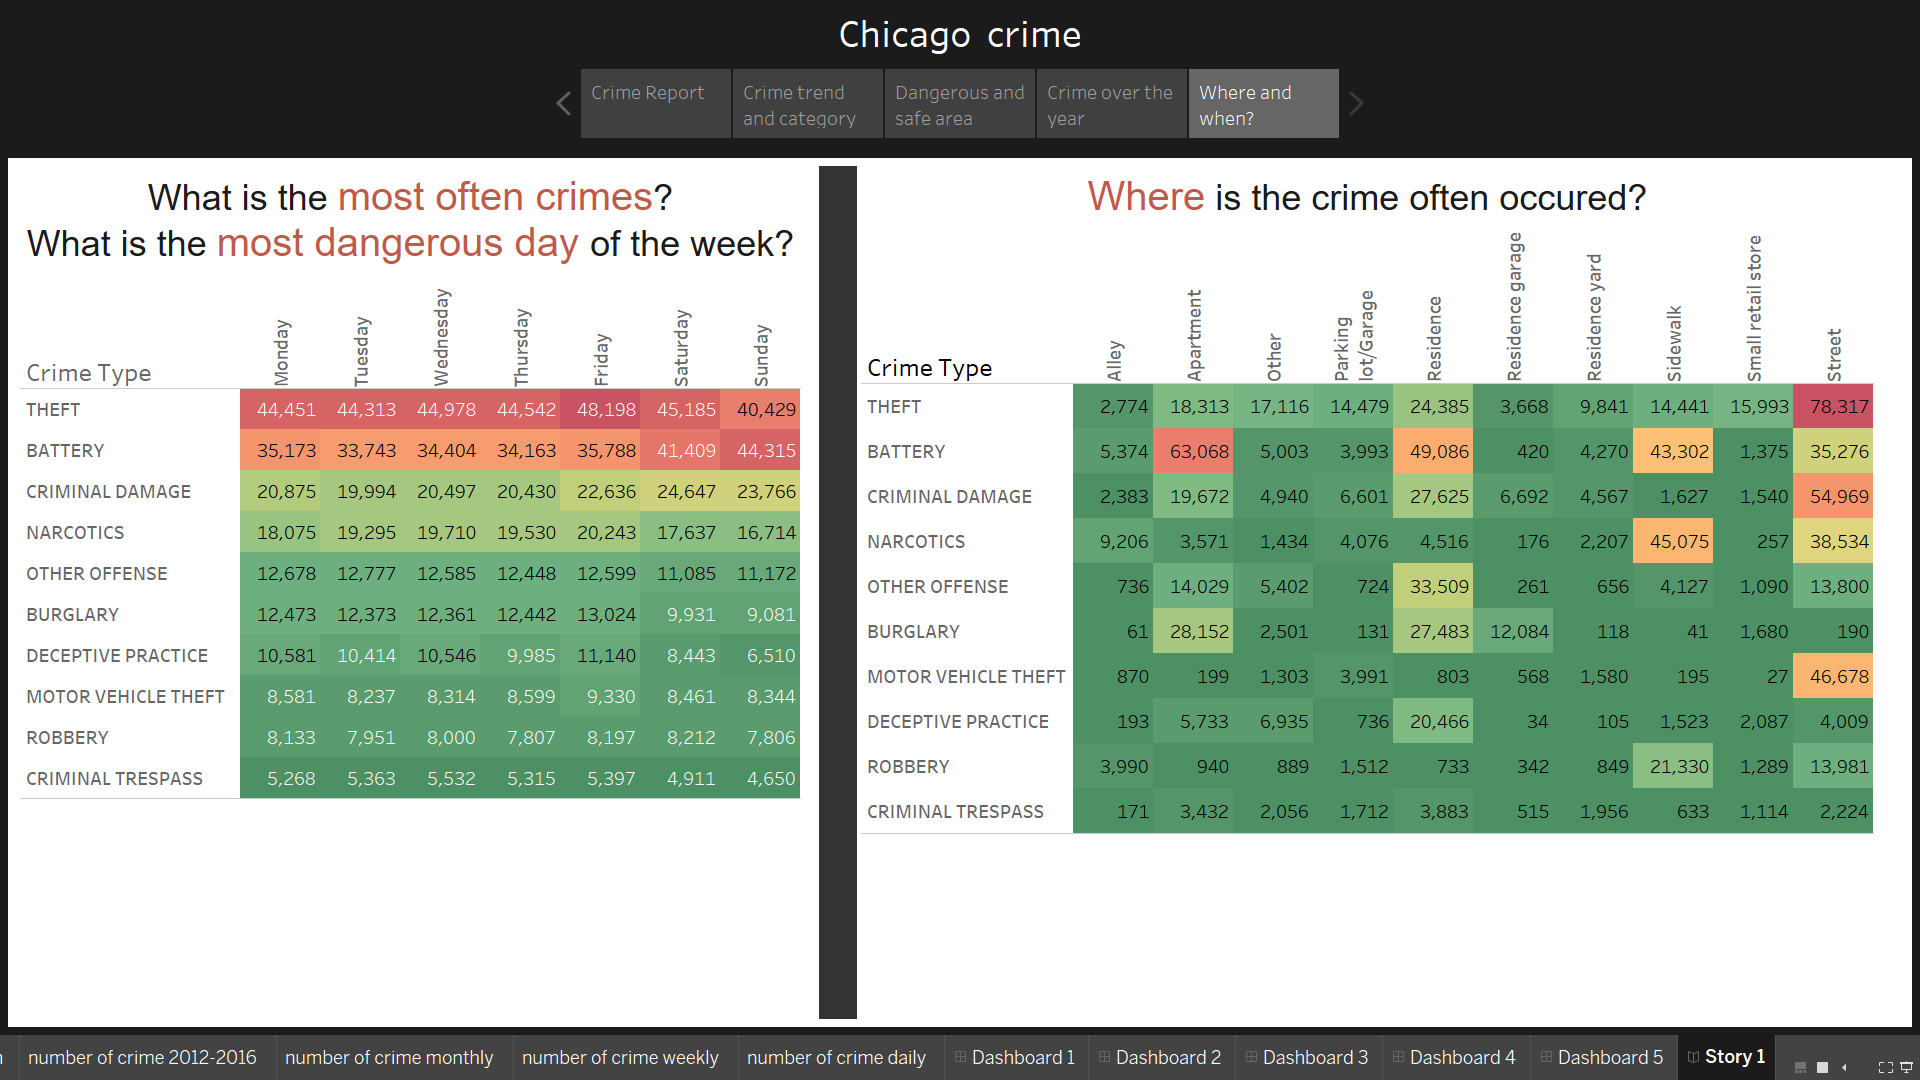 Chicago crime
Crime Report
Crime trend
and category
Dangerous and
safe area
Crime over the
year
Where and
when?
What is the most often crimes?
What is the most dangerous day of the week?
Crime Type Monday Tuesday Wednesday Thursday Friday Saturday Sunday
THEFT 44,451 44,313 44,978 44,542 48,198 45,185 40,429
BATTERY 35,173 33,743 34,404 34,163 35,788 41,409 44,315
CRIMINAL DAMAGE 20,875 19,994 20,497 20,430 22,636 24,647 23,766
NARCOTICS 18,075 19,295 19,710 19,530 20,243 17,637 16,714
OTHER OFFENSE 12,678 12,777 12,585 12,448 12,599 11,085 11,172
BURGLARY 12,473 12,373 12,361 12,442 13,024 9,931 9,081
DECEPTIVE PRACTICE 10,581 10,414 10,546 9,985 11,140 8,443 6,510
MOTOR VEHICLE THEFT 8,581 8,237 8,314 8,599 9,330 8,461 8,344
ROBBERY 8,133 7,951 8,000 7,807 8,197 8,212 7,806
CRIMINAL TRESPASS 5,268 5,363 5,532 5,315 5,397 4,911 4,650
Where is the crime often occured?
Crime Type Alley Apartment Other Parking lot/Garage Residence Residence garage Residence yard Sidewalk Small retail store Street
THEFT 2,774 18,313 17,116 14,479 24,385 3,668 9,841 14,441 15,993 78,317
BATTERY 5,374 63,068 5,003 3,993 49,086 420 4,270 43,302 1,375 35,276
CRIMINAL DAMAGE 2,383 19,672 4,940 6,601 27,625 6,692 4,567 1,627 1,540 54,969
NARCOTICS 9,206 3,571 1,434 4,076 4,516 176 2,207 45,075 257 38,534
OTHER OFFENSE 736 14,029 5,402 724 33,509 261 656 4,127 1,090 13,800
BURGLARY 61 28,152 2,501 131 27,483 12,084 118 41 1,680 190
MOTOR VEHICLE THEFT 870 199 1,303 3,991 803 568 1,580 195 27 46,678
DECEPTIVE PRACTICE 193 5,733 6,935 736 20,466 34 105 1,523 2,087 4,009
ROBBERY 3,990 940 889 1,512 733 342 849 21,330 1,289 13,981
CRIMINAL TRESPASS 171 3,432 2,056 1,712 3,883 515 1,956 633 1,114 2,224
number of crime 2012-2016 number of crime monthly number of crime weekly number of crime daily Dashboard 1 Dashboard 2 Dashboard 3 Dashboard 4 Dashboard 5 Story 1